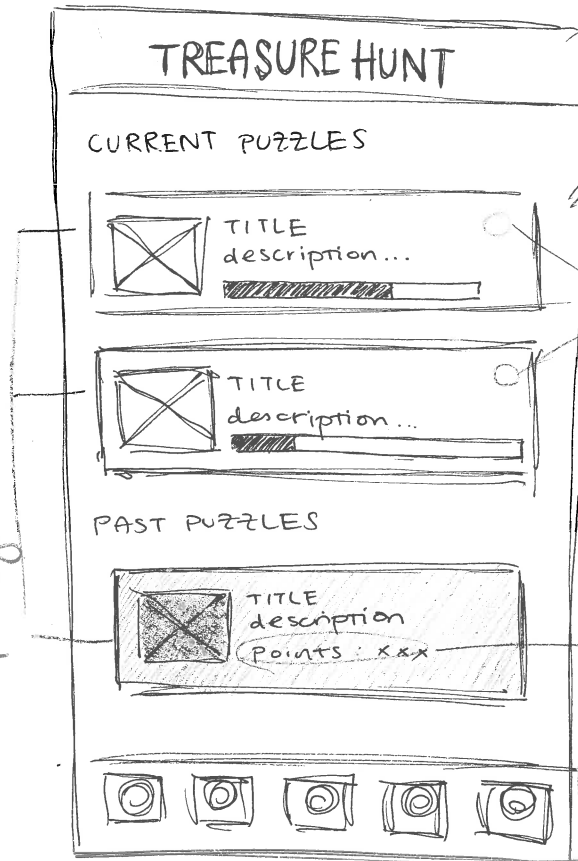 TREASURE HUNT
CURRENT PUZZLES
TITLE
description...
TITLE
description...
PAST PUZZLES
TITLE
description
points: xxx